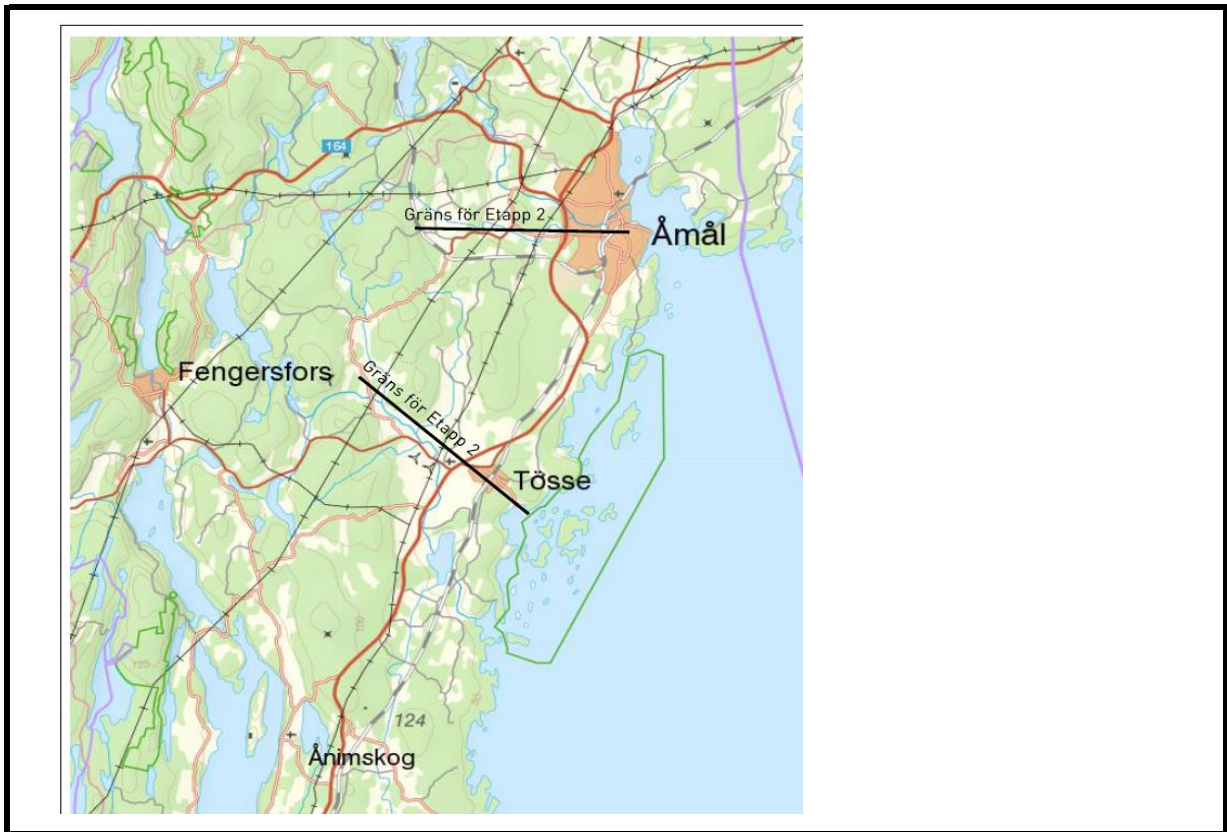 164
Gräns för Etapp 2
Åmål
Fengersfors
Gräns för Etapp 2
Tösse
124
Ånimskog